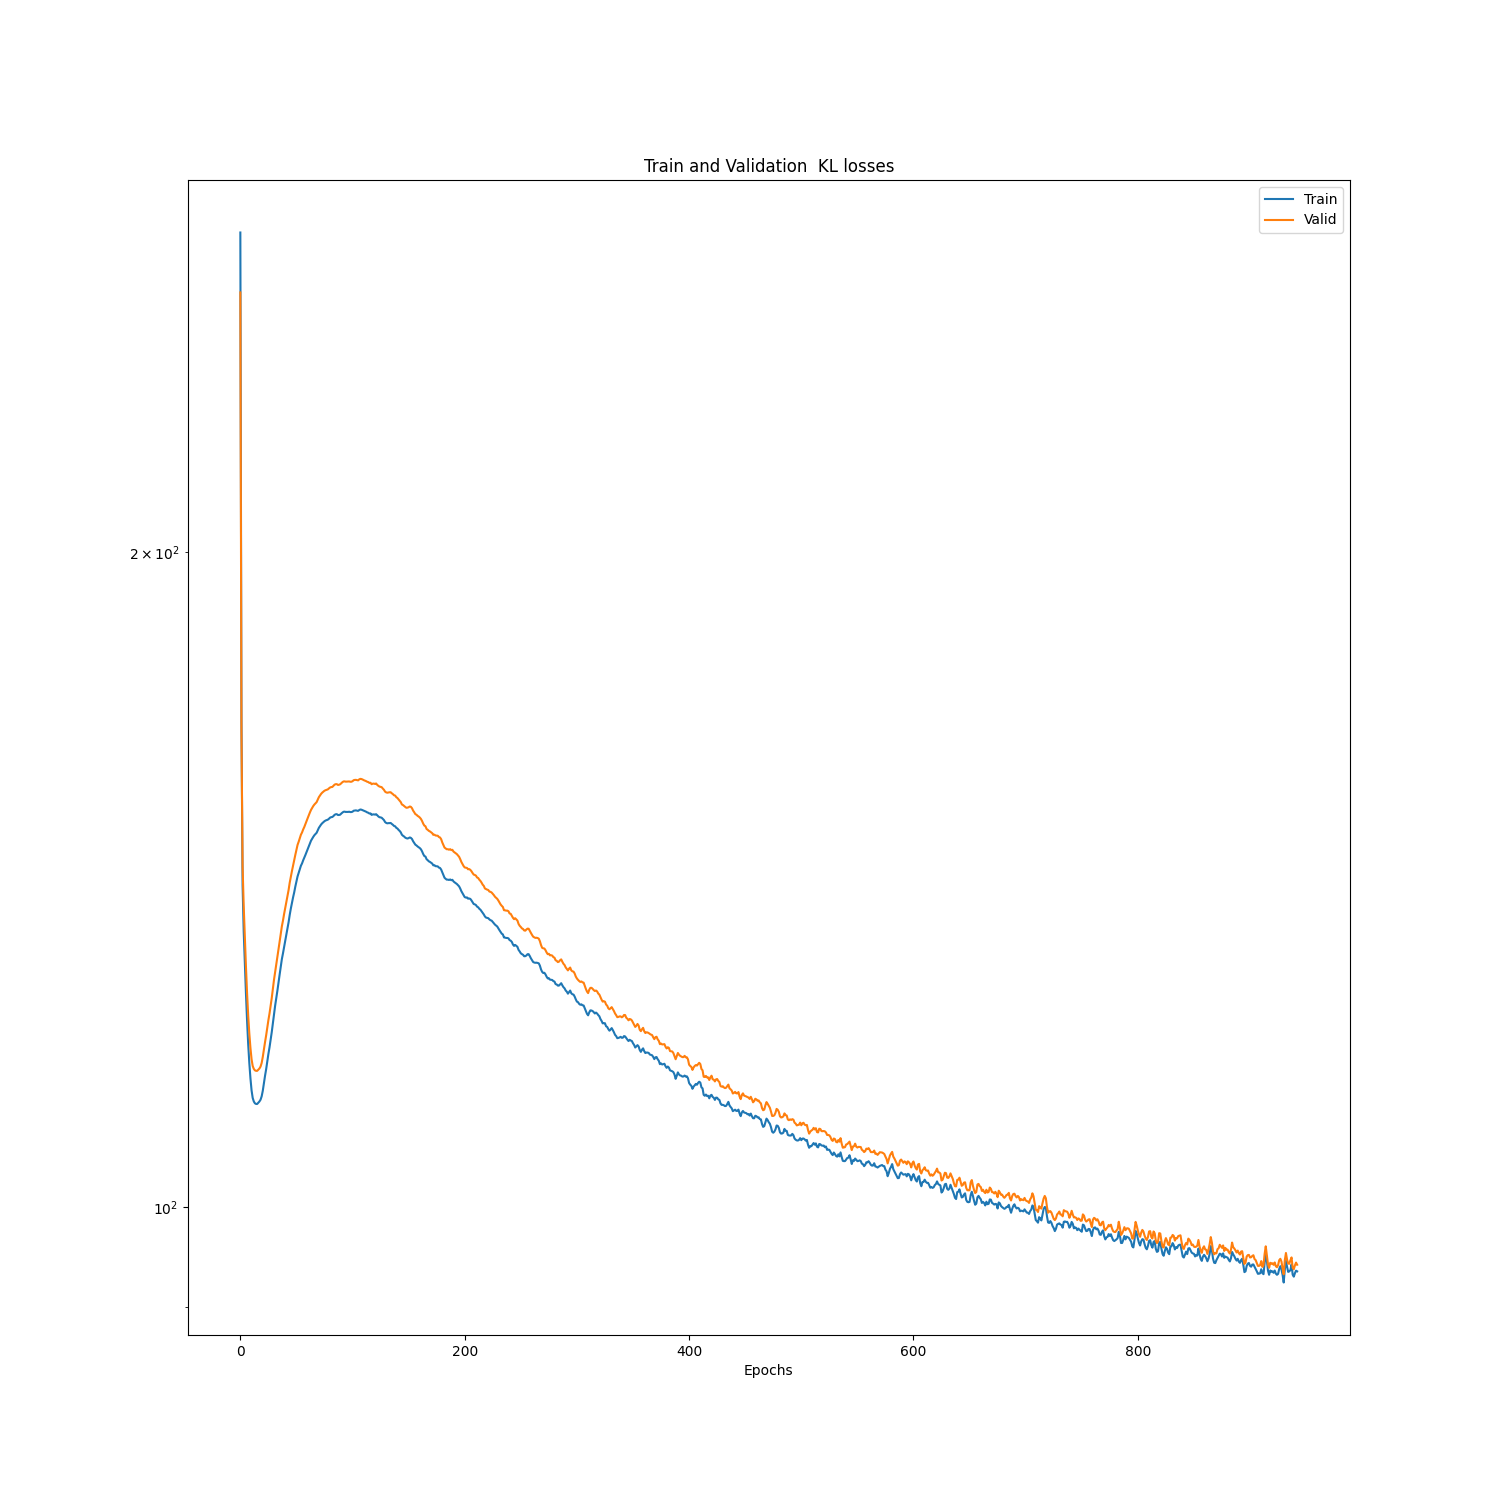 Train and Validation  KL losses
Train
Valid
2 × 10²
10²
0 200 400 600 800
Epochs